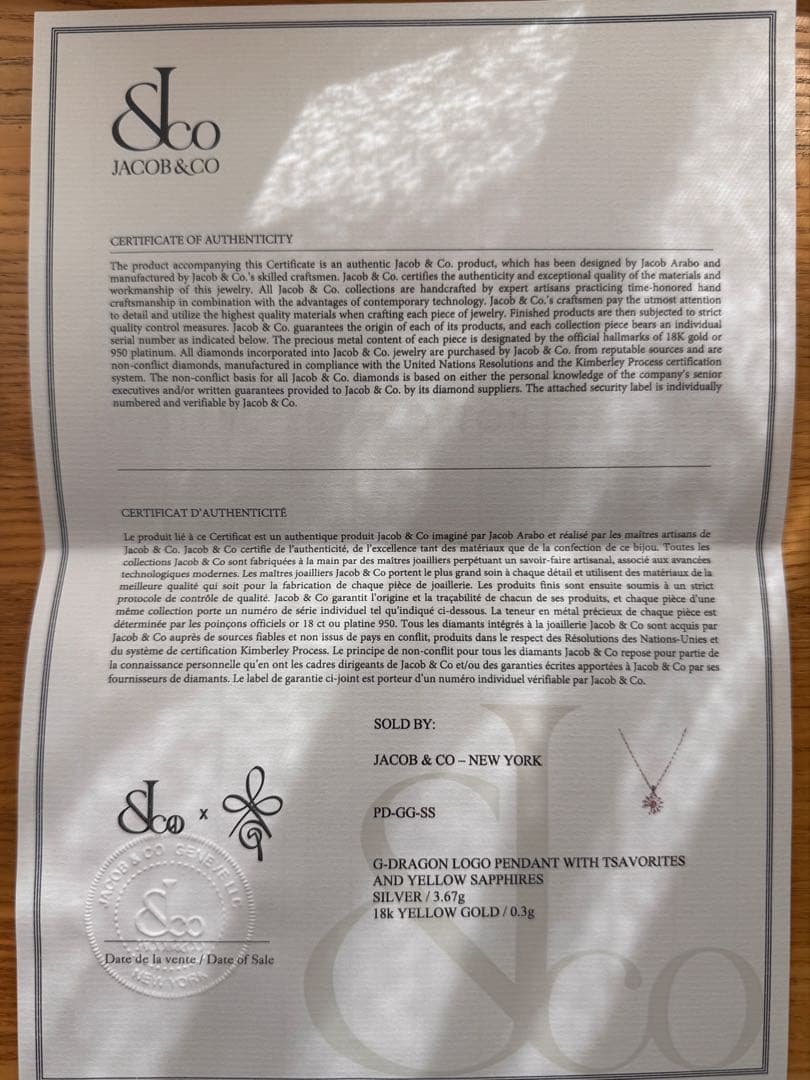 &co
JACOB & CO
CERTIFICATE OF AUTHENTICITY
The product accompanying this Certificate is an authentic Jacob & Co. product, which has been designed by Jacob Arabo and
manufactured by Jacob & Co.'s skilled craftsmen. Jacob & Co. certifies the authenticity and exceptional quality of the materials and
workmanship of this jewelry. All Jacob & Co. collections are handcrafted by expert artisans practicing time-honored hand
craftsmanship in combination with the advantages of contemporary technology. Jacob & Co.'s craftsmen pay the utmost attention
to detail and utilize the highest quality materials when crafting each piece of jewelry. Finished products are then subjected to strict
quality control measures. Jacob & Co. guarantees the origin of each of its products, and each collection piece bears an individual
serial number as indicated below. The precious metal content of each piece is designated by the official hallmarks of 18K gold or
950 platinum. All diamonds incorporated into Jacob & Co. jewelry are purchased by Jacob & Co. from reputable sources and are
non-conflict diamonds, manufactured in compliance with the United Nations Resolutions and the Kimberley Process certification
system. The non-conflict basis for all Jacob & Co. diamonds is based on either the personal knowledge of the company's senior
executives and/or written guarantees provided to Jacob & Co. by its diamond suppliers. The attached security label is individually
numbered and verifiable by Jacob & Co.
CERTIFICAT D'AUTHENTICITÉ
Le produit lié à ce Certificat est un authentique produit Jacob & Co imaginé par Jacob Arabo et réalisé par les maîtres artisans de
Jacob & Co. Jacob & Co certifie de l'authenticité, de l'excellence tant des matériaux que de la confection de ce bijou. Toutes les
collections Jacob & Co sont fabriquées à la main par des maîtres joailliers perpétuant un savoir-faire artisanal, associé aux avancées
technologiques modernes. Les maîtres joailliers Jacob & Co portent le plus grand soin à chaque détail et utilisent des matériaux de la
meilleure qualité qui soit pour la fabrication de chaque pièce de joaillerie. Les produits finis sont ensuite soumis à un strict
protocole de contrôle de qualité. Jacob & Co garantit l'origine et la traçabilité de chacun de ses produits, et chaque pièce d'une
même collection porte un numéro de série individuel tel qu'indiqué ci-dessous. La teneur en métal précieux de chaque pièce est
déterminée par les poinçons officiels or 18 ct ou platine 950. Tous les diamants intégrés à la joaillerie Jacob & Co sont acquis par
Jacob & Co auprès de sources fiables et non issus de pays en conflit, produits dans le respect des Résolutions des Nations-Unies et
du système de certification Kimberley Process. Le principe de non-conflit pour tous les diamants Jacob & Co repose pour partie de
la connaissance personnelle qu'en ont les cadres dirigeants de Jacob & Co et/ou des garanties écrites apportées à Jacob & Co par ses
fournisseurs de diamants. Le label de garantie ci-joint est porteur d'un numéro individuel vérifiable par Jacob & Co.
SOLD BY:
JACOB & CO – NEW YORK
&co x
PD-GG-SS
G-DRAGON LOGO PENDANT WITH TSAVORITES
AND YELLOW SAPPHIRES
SILVER / 3.67g
18k YELLOW GOLD / 0.3g
JACOB & CO GENEVE LLC
&co
NEW YORK
Date de la vente / Date of Sale
&co